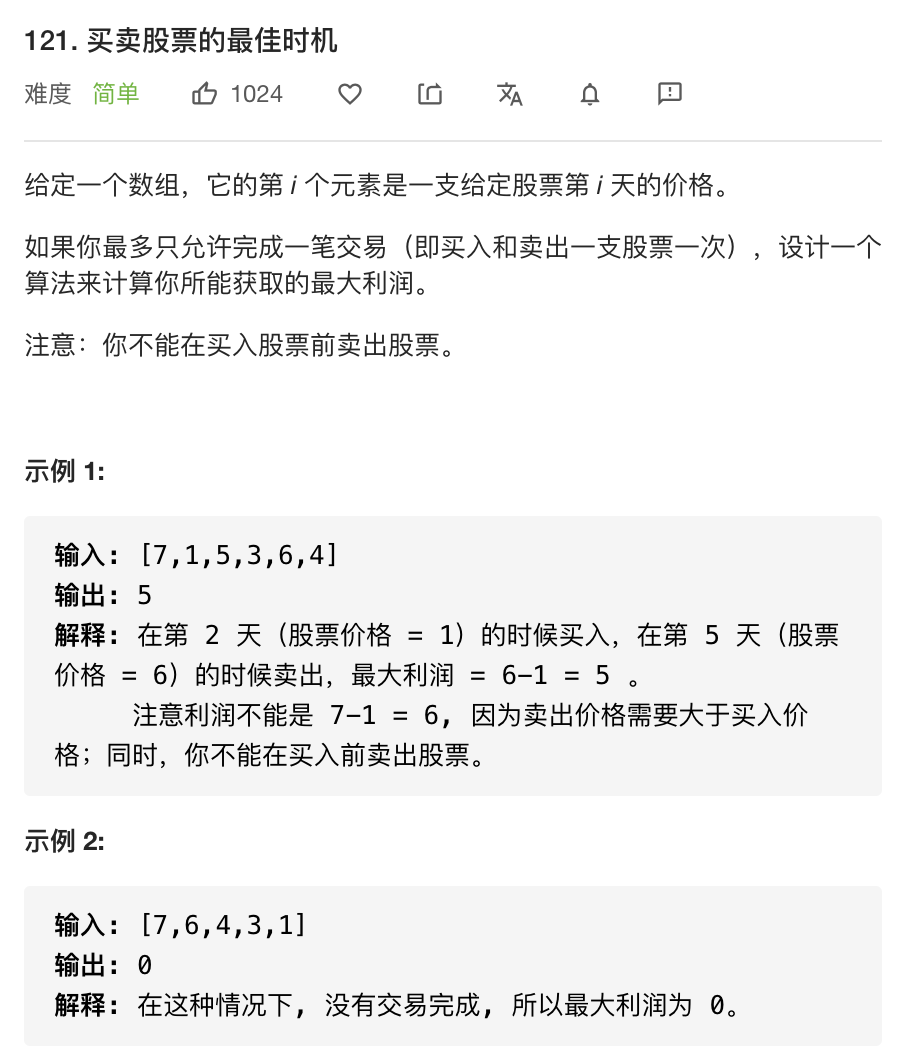 121. 买卖股票的最佳时机
难度 简单 1024
给定一个数组，它的第 i 个元素是一支给定股票第 i 天的价格。
如果你最多只允许完成一笔交易（即买入和卖出一支股票一次），设计一个
算法来计算你所能获取的最大利润。
注意：你不能在买入股票前卖出股票。
示例 1:
输入: [7,1,5,3,6,4]
输出: 5
解释: 在第 2 天（股票价格 = 1）的时候买入，在第 5 天（股票
价格 = 6）的时候卖出，最大利润 = 6-1 = 5 。
注意利润不能是 7-1 = 6, 因为卖出价格需要大于买入价
格；同时，你不能在买入前卖出股票。
示例 2:
输入: [7,6,4,3,1]
输出: 0
解释: 在这种情况下, 没有交易完成, 所以最大利润为 0。